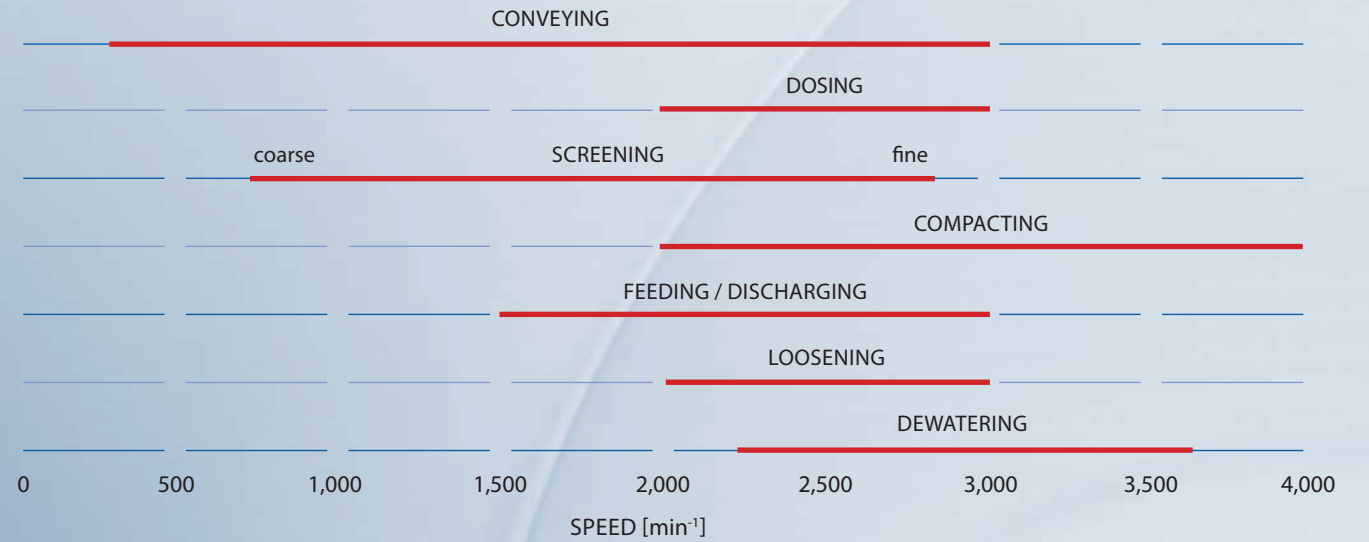 CONVEYING
DOSING
coarse SCREENING fine
COMPACTING
FEEDING / DISCHARGING
LOOSENING
DEWATERING
0 500 1,000 1,500 2,000 2,500 3,000 3,500 4,000
SPEED [min⁻¹]